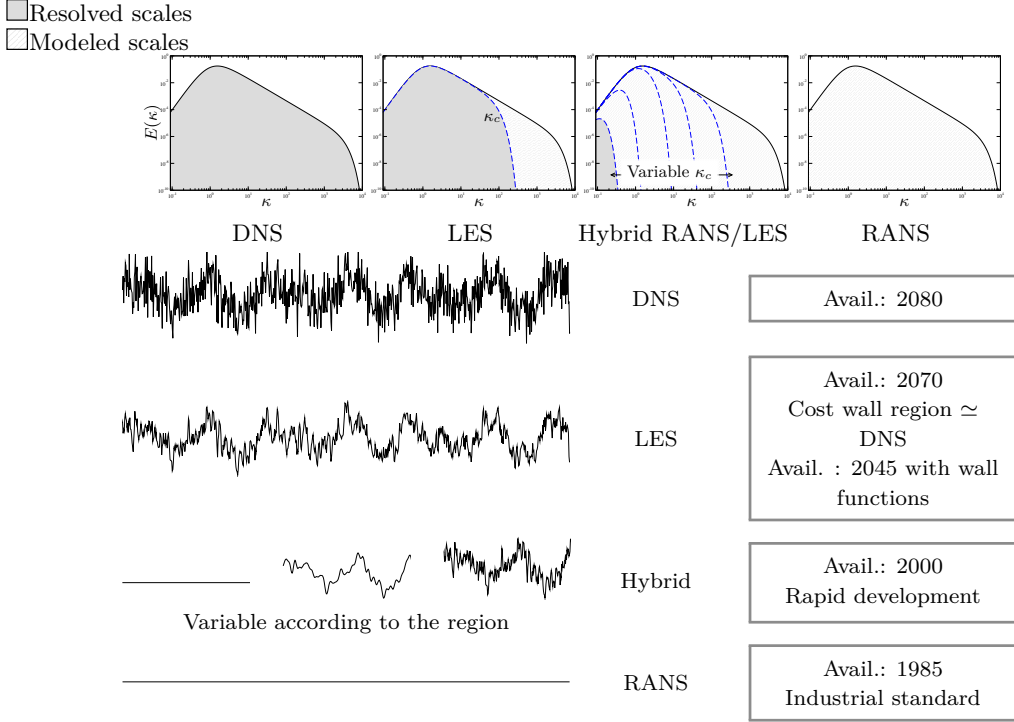 Resolved scales
Modeled scales
E(κ)
κ_c
Variable κ_c
κ κ κ κ
DNS LES Hybrid RANS/LES RANS
DNS
Avail.: 2080
LES
Avail.: 2070
Cost wall region ≃
DNS
Avail. : 2045 with wall
functions
Hybrid
Avail.: 2000
Rapid development
Variable according to the region
RANS
Avail.: 1985
Industrial standard